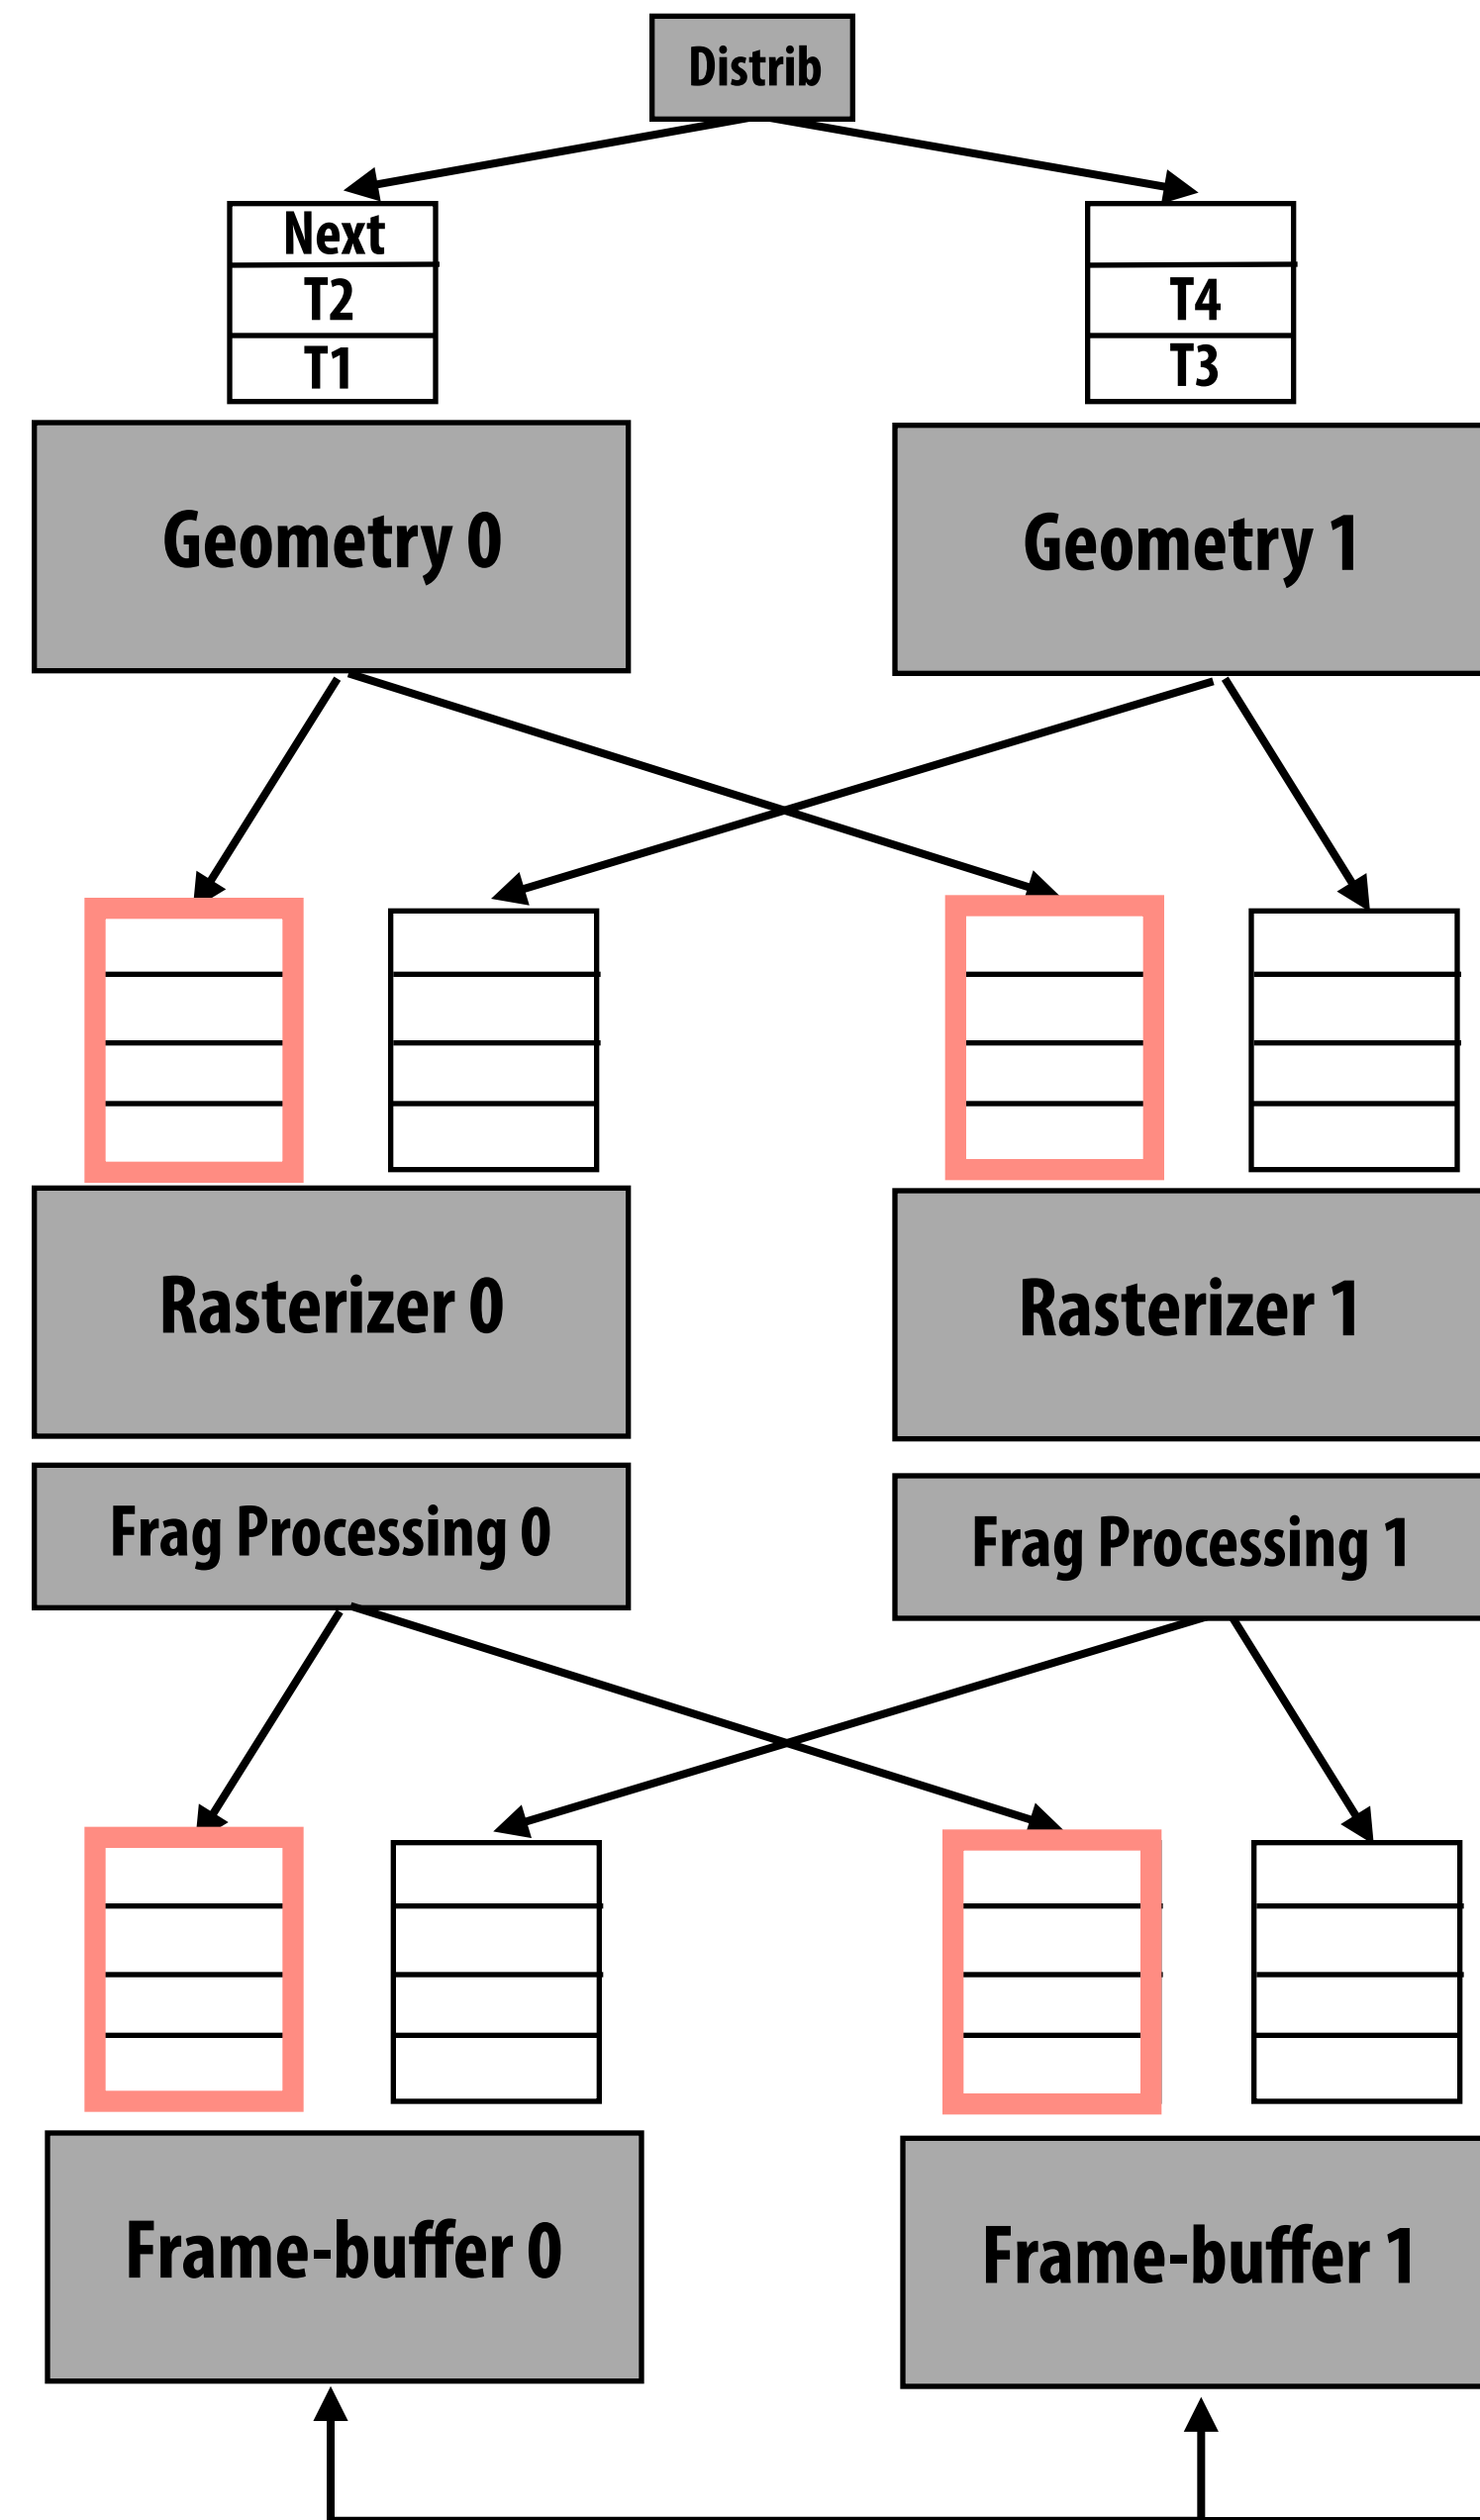 Distrib
Next
T2
T1
T4
T3
Geometry 0
Geometry 1
Rasterizer 0
Rasterizer 1
Frag Processing 0
Frag Processing 1
Frame-buffer 0
Frame-buffer 1